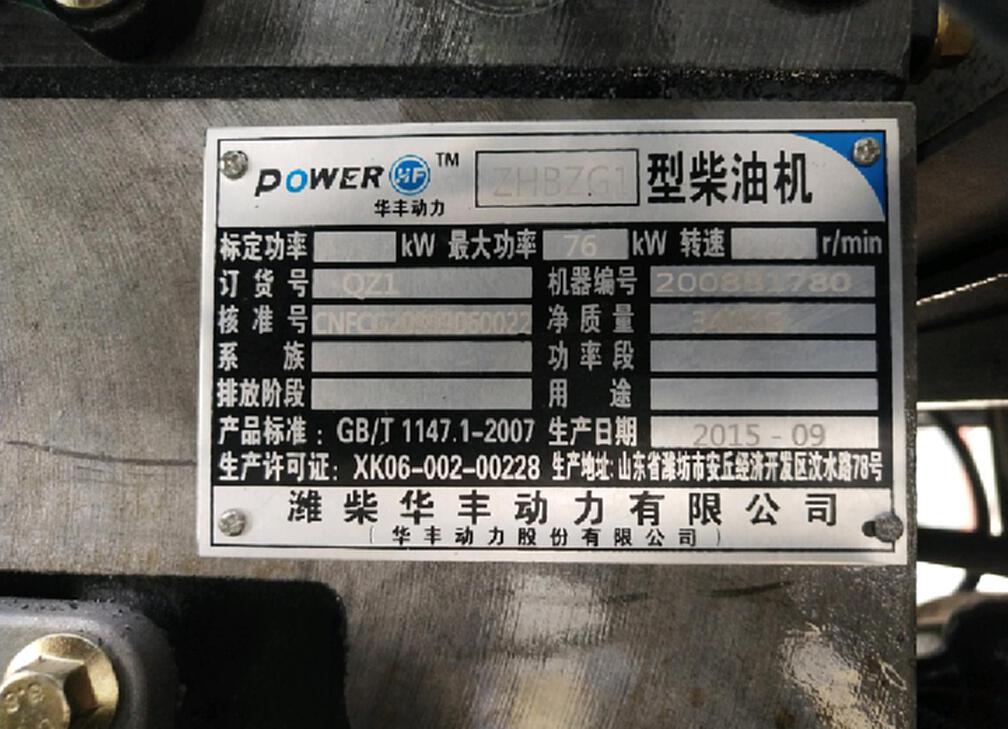 POWER HF TM ZHBZG1 型柴油机
华丰动力
标定功率 kW 最大功率 76 kW 转速 r/min
订货号 QZ1 机器编号
核准号 净质量
系族 功率段
排放阶段 用途
产品标准：GB/T 1147.1-2007 生产日期 2015-09
生产许可证：XK06-002-00228 生产地址:山东省潍坊市安丘经济开发区汶水路78号
潍柴华丰动力有限公司
(华丰动力股份有限公司)